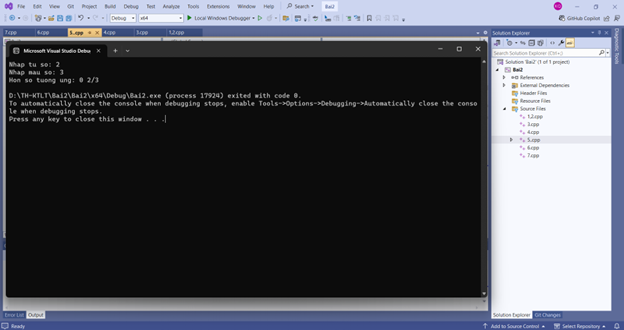 File Edit View Git Project Build Debug Test Analyze Tools Extensions Window Help Search Bai2
Debug x64 Local Windows Debugger GitHub Copilot
7.cpp 6.cpp 5..cpp 4.cpp 3.cpp 1,2.cpp
Microsoft Visual Studio Debu
Nhap tu so: 2
Nhap mau so: 3
Hon so tuong ung: 0 2/3
D:\TH-KTLT\Bai2\Bai2\x64\Debug\Bai2.exe (process 17924) exited with code 0.
To automatically close the console when debugging stops, enable Tools->Options->Debugging->Automatically close the conso
le when debugging stops.
Press any key to close this window . . .
Solution Explorer
Search Solution Explorer (Ctrl+;)
Solution 'Bai2' (1 of 1 project)
Bai2
References
External Dependencies
Header Files
Resource Files
Source Files
1,2.cpp
3.cpp
4.cpp
5..cpp
6.cpp
7.cpp
Diagnostic Tools
Error List Output
Solution Explorer Git Changes
Ready Add to Source Control Select Repository